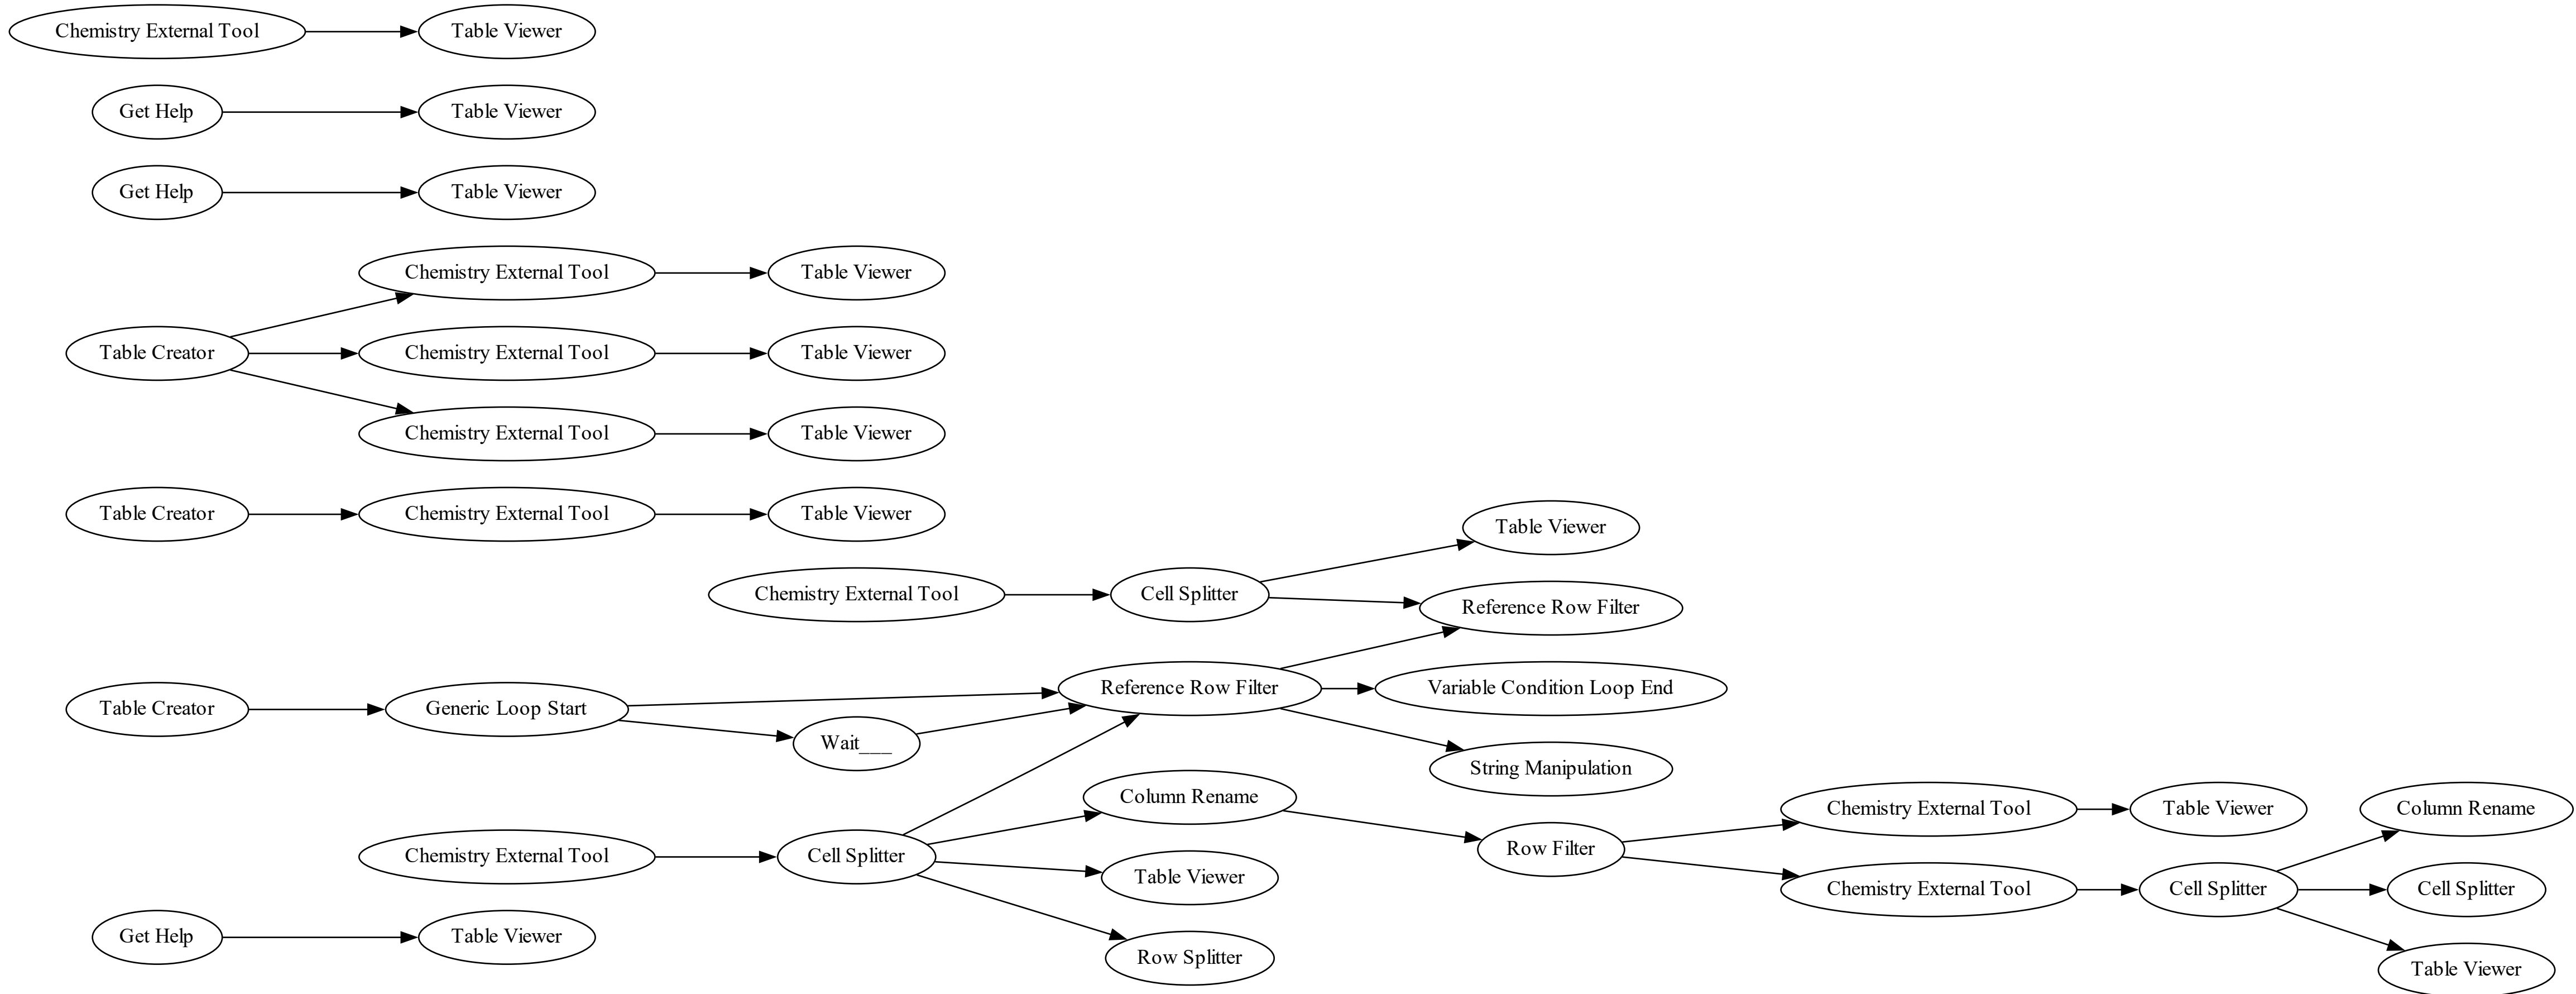 Chemistry External Tool
Table Viewer
Get Help
Table Viewer
Get Help
Table Viewer
Chemistry External Tool
Table Viewer
Table Creator
Chemistry External Tool
Table Viewer
Chemistry External Tool
Table Viewer
Table Creator
Chemistry External Tool
Table Viewer
Table Viewer
Chemistry External Tool
Cell Splitter
Reference Row Filter
Table Creator
Generic Loop Start
Reference Row Filter
Variable Condition Loop End
Wait___
String Manipulation
Column Rename
Chemistry External Tool
Table Viewer
Column Rename
Chemistry External Tool
Cell Splitter
Row Filter
Table Viewer
Chemistry External Tool
Cell Splitter
Cell Splitter
Get Help
Table Viewer
Row Splitter
Table Viewer